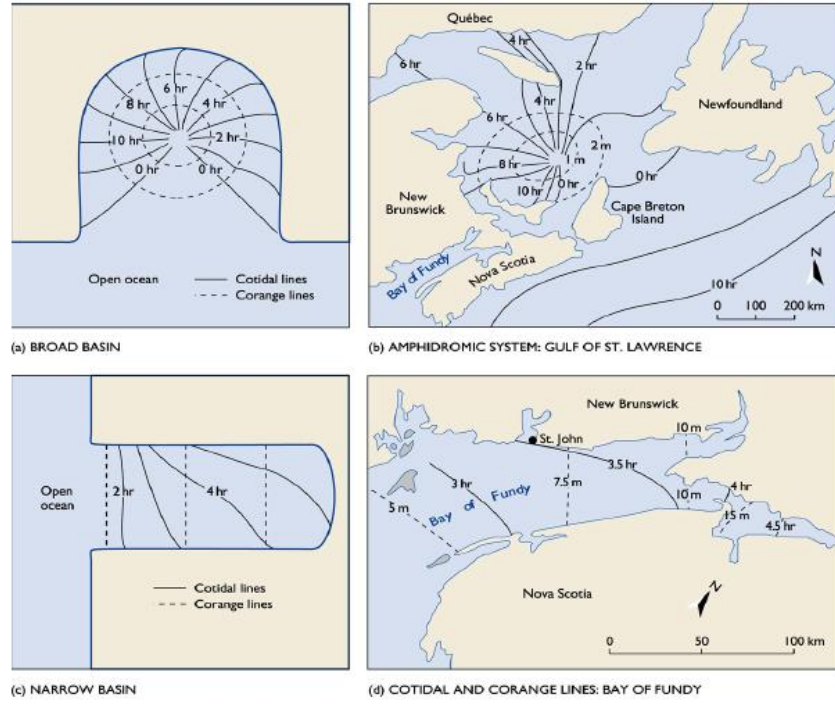 6 hr
8 hr
4 hr
10 hr
2 hr
0 hr
0 hr
Open ocean
Cotidal lines
Corange lines
(a) BROAD BASIN
Québec
4 hr
2 hr
6 hr
Newfoundland
4 hr
6 hr
2 m
1 m
8 hr
10 hr
0 hr
0 hr
New
Brunswick
Cape Breton
Island
Bay of Fundy
Nova Scotia
10 hr
N
0 100 200 km
(b) AMPHIDROMIC SYSTEM: GULF OF ST. LAWRENCE
Open
ocean
2 hr
4 hr
Cotidal lines
Corange lines
(c) NARROW BASIN
New Brunswick
10 m
St. John
3.5 hr
3 hr
7.5 m
4 hr
10 m
5 m
Bay of Fundy
15 m
4.5 hr
Nova Scotia
N
0 50 100 km
(d) COTIDAL AND CORANGE LINES: BAY OF FUNDY